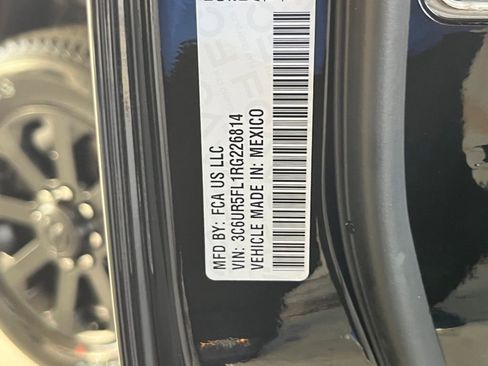 MFD BY: FCA US LLC
VIN: 3C6UR5FL1RG226814
VEHICLE MADE IN: MEXICO